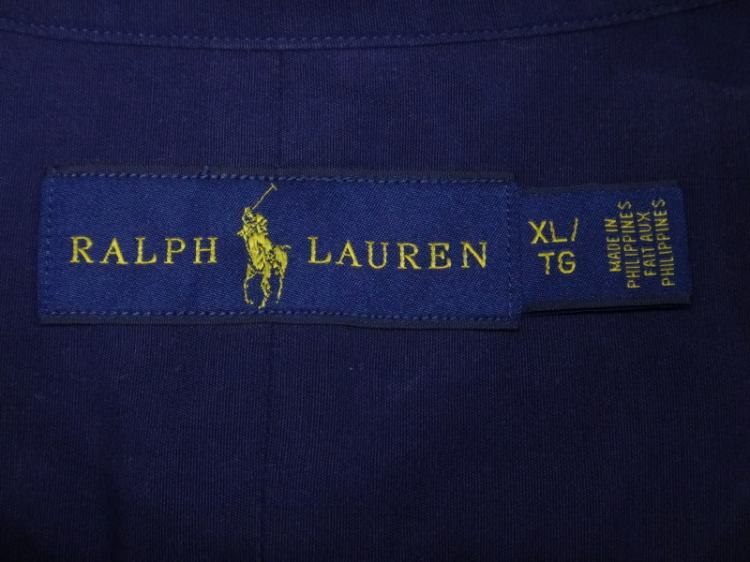 RALPH LAUREN
XL/
TG
MADE IN
PHILIPPINES
FAIT AUX
PHILIPPINES